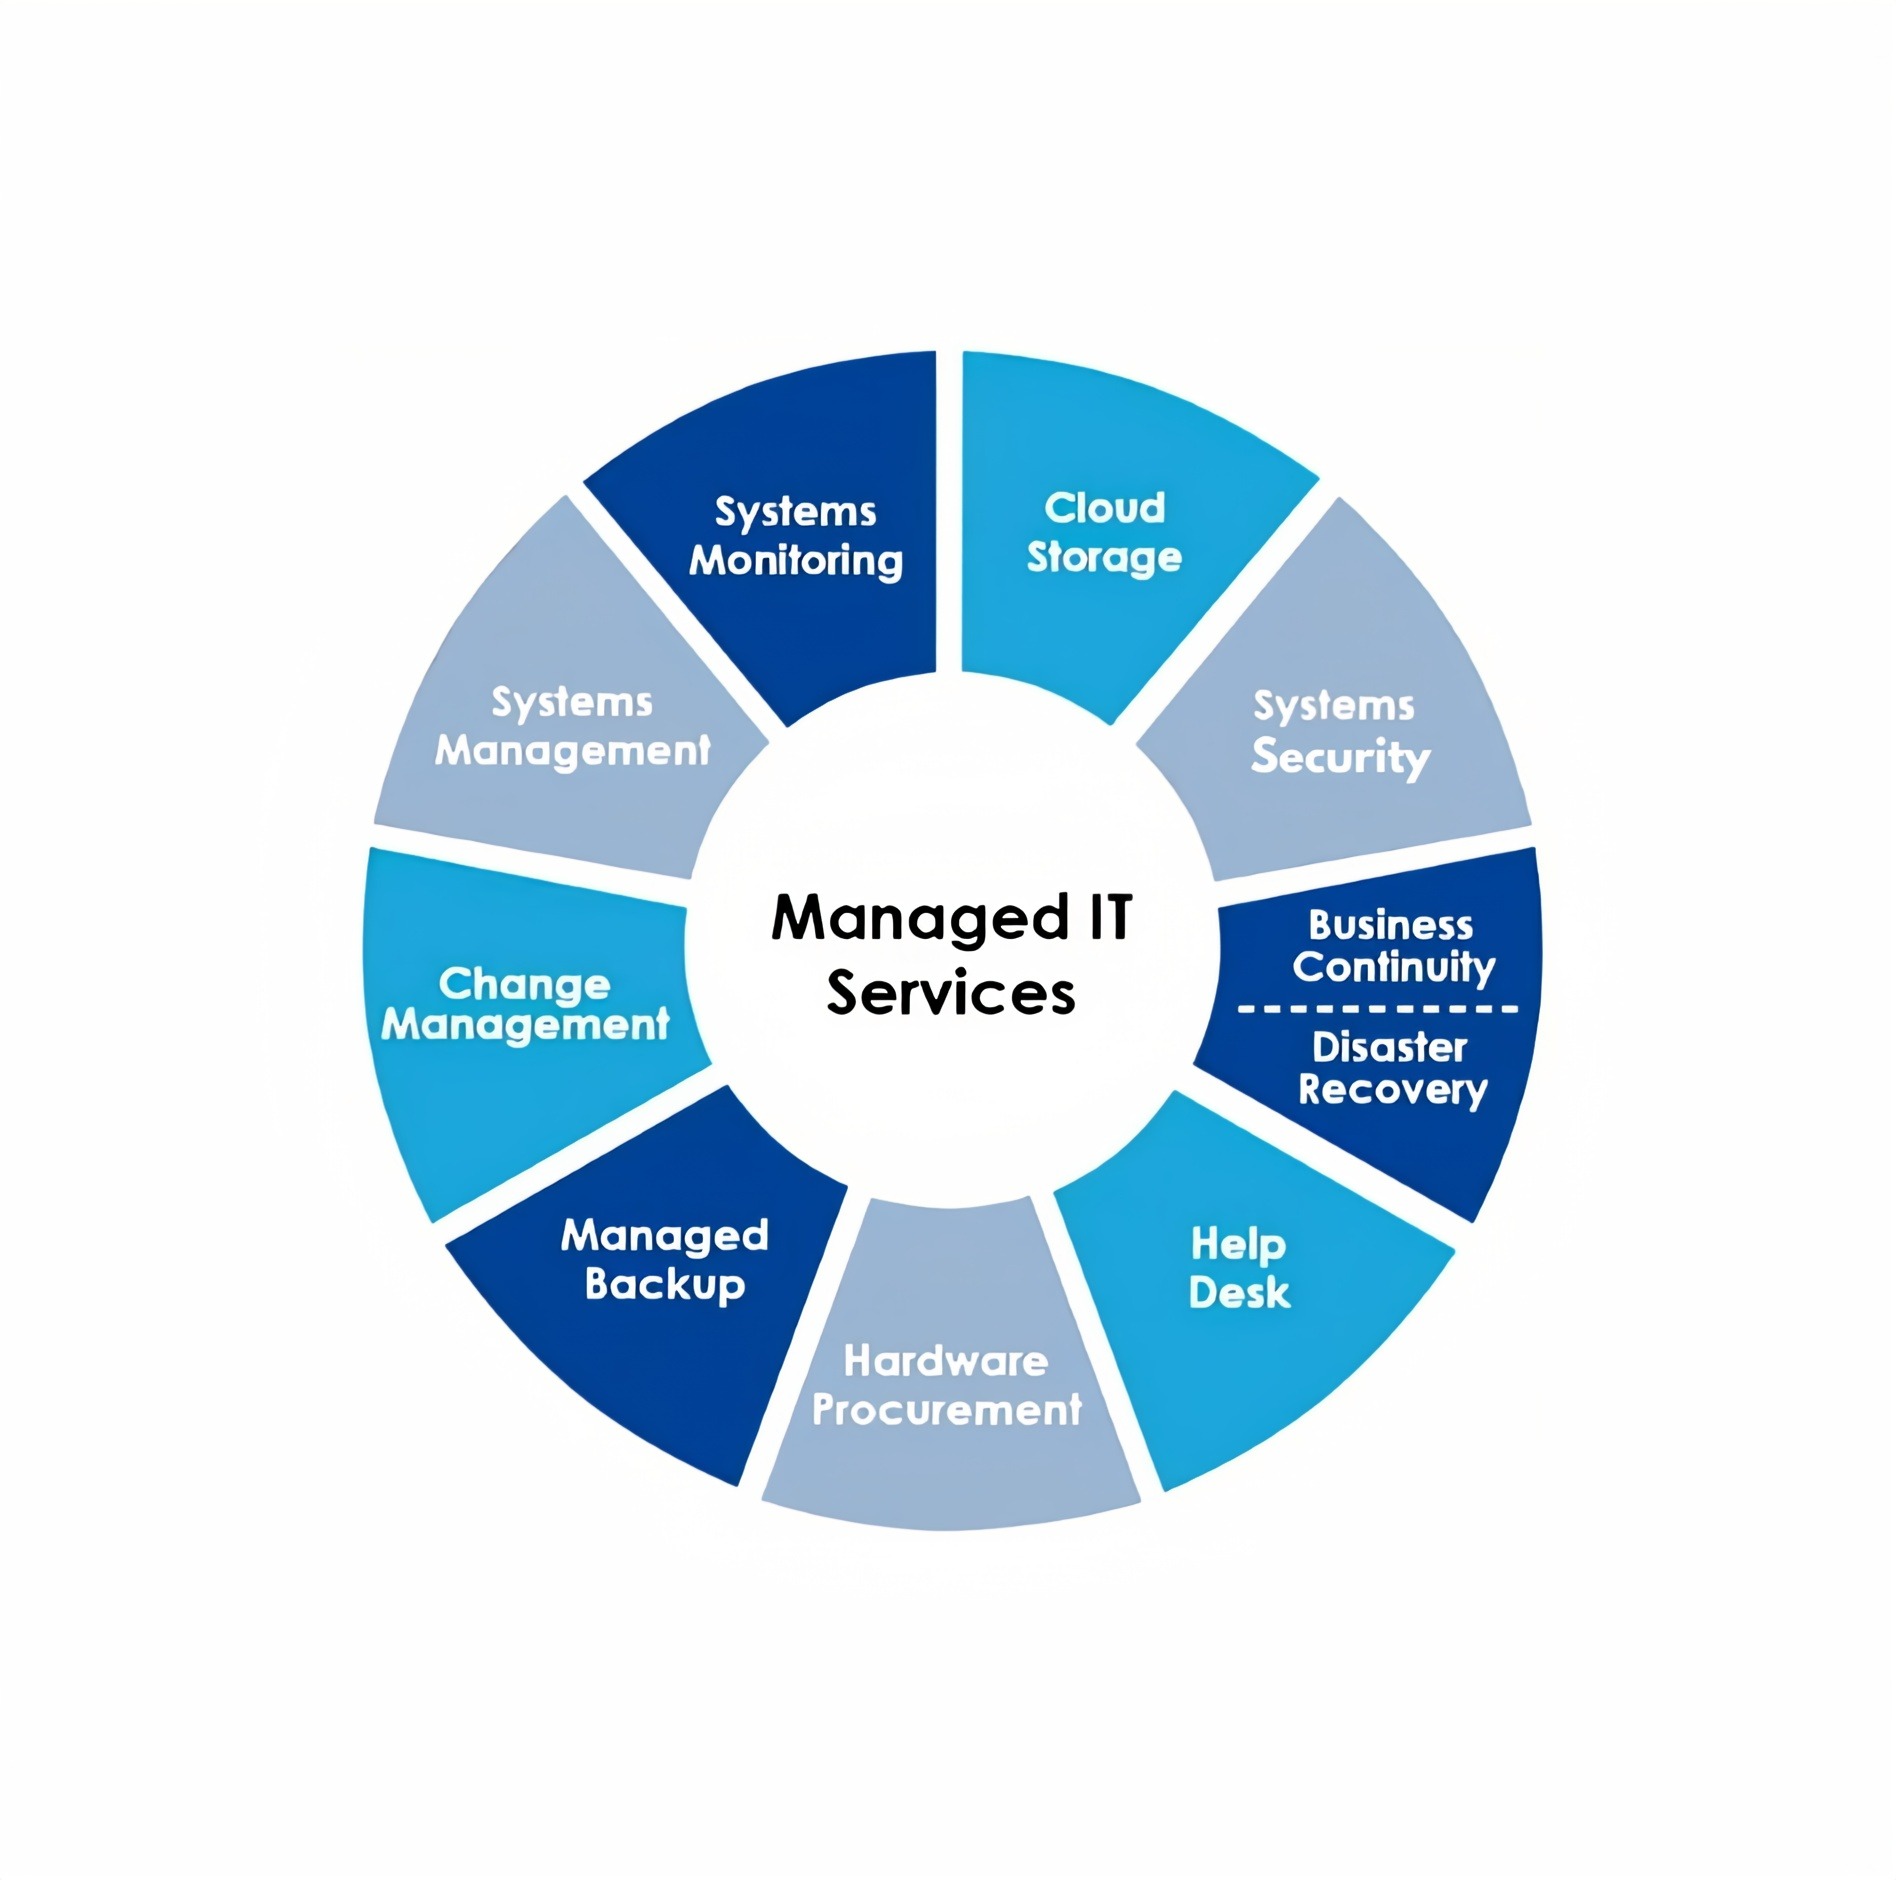 Systems
Monitoring
Cloud
Storage
Systems
Security
Business
Continuity
Disaster
Recovery
Help
Desk
Hardware
Procurement
Managed
Backup
Change
Management
Systems
Management
Managed IT
Services